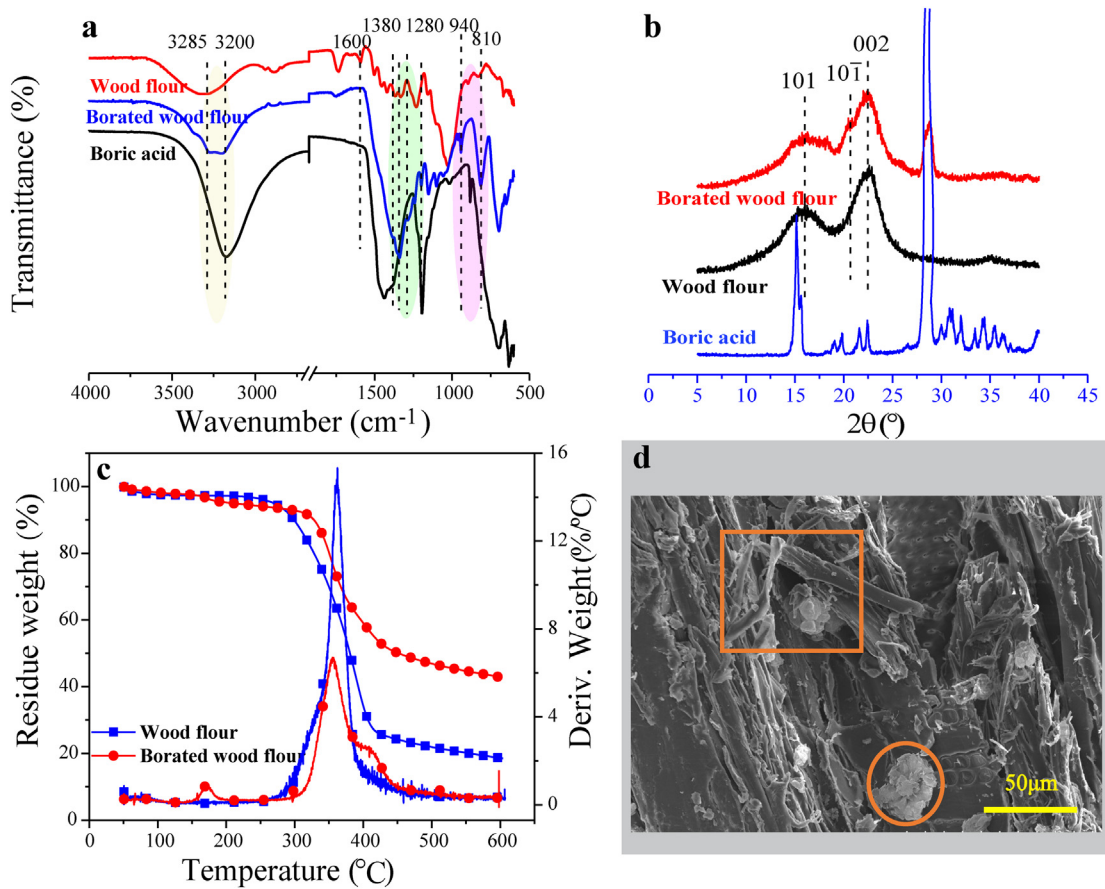 a
3285
3200
1600
1380
1280
940
810
Wood flour
Borated wood flour
Boric acid
Transmittance (%)
4000 3500 3000 1500 1000 500
Wavenumber (cm-1)
b
101
101̅
002
Borated wood flour
Wood flour
Boric acid
0 5 10 15 20 25 30 35 40 45
2θ(°)
c
Residue weight (%)
100
80
60
40
20
0
Wood flour
Borated wood flour
16
12
8
4
0
Deriv. Weight(%/ºC)
0 100 200 300 400 500 600
Temperature (°C)
d
50μm